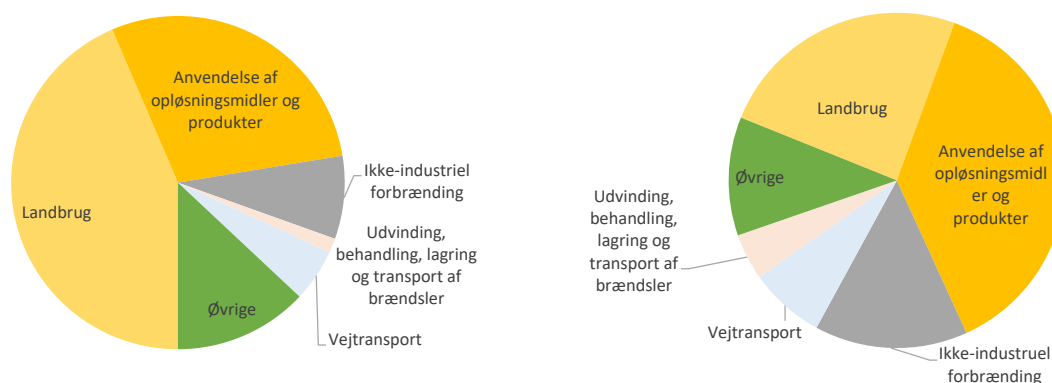 Anvendelse af
opløsningsmidler og
produkter
Ikke-industriel
forbrænding
Landbrug
Udvinding,
behandling, lagring
og transport af
brændsler
Øvrige
Vejtransport
Landbrug
Anvendelse af
opløsningsmidl
er og
produkter
Øvrige
Udvinding,
behandling,
lagring og
transport af
brændsler
Vejtransport
Ikke-industruel
forbrænding